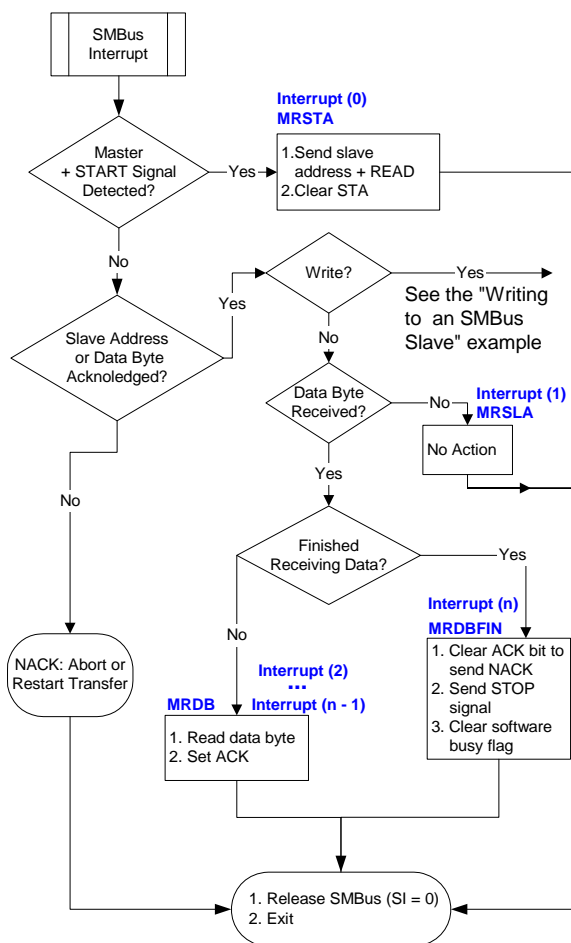 SMBus
Interrupt
Interrupt (0)
MRSTA
Master
+ START Signal
Detected?
Yes
1.Send slave
address + READ
2.Clear STA
No
Write?
Yes
Yes
See the "Writing
to an SMBus
Slave" example
Slave Address
or Data Byte
Acknoledged?
No
Data Byte
Received?
No
Interrupt (1)
MRSLA
No Action
Yes
No
Finished
Receiving Data?
Yes
Interrupt (n)
MRDBFIN
No
1. Clear ACK bit to
send NACK
2. Send STOP
signal
3. Clear software
busy flag
NACK: Abort or
Restart Transfer
Interrupt (2)
...
Interrupt (n - 1)
MRDB
1. Read data byte
2. Set ACK
1. Release SMBus (SI = 0)
2. Exit